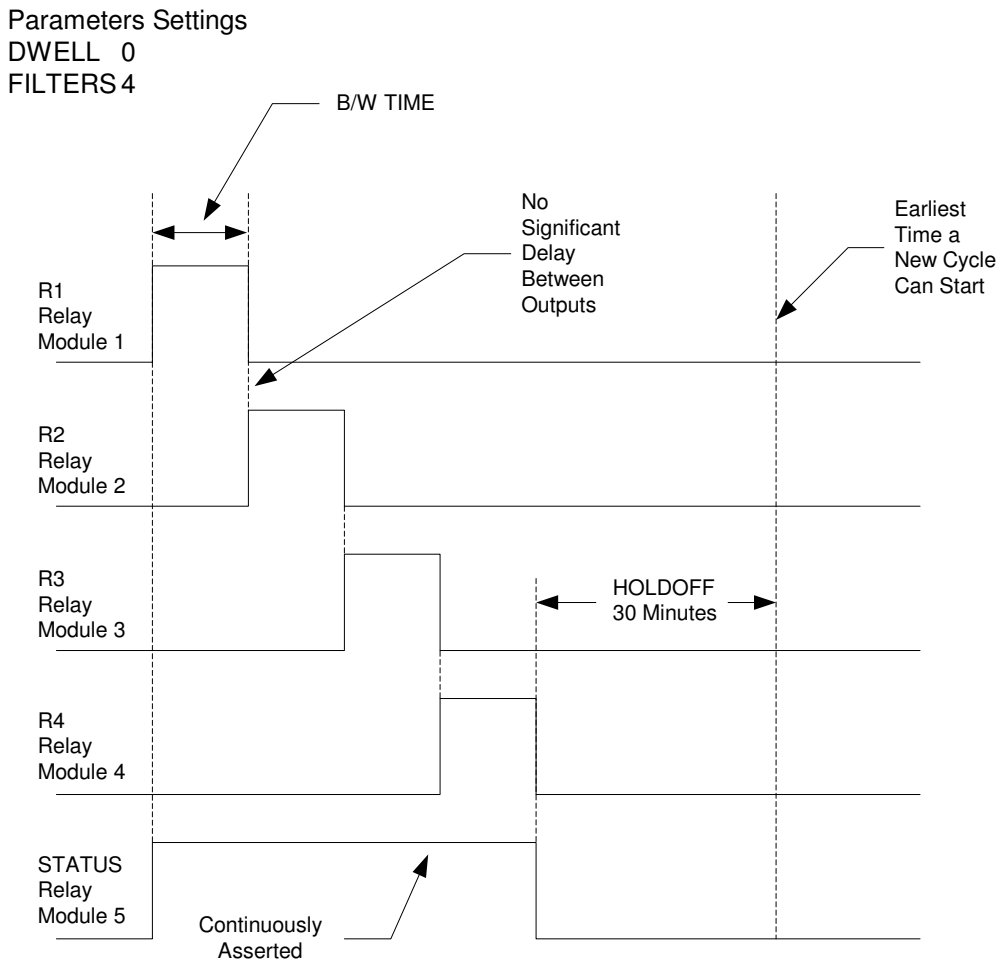 Parameters Settings
DWELL 0
FILTERS 4
B/W TIME
No
Significant
Delay
Between
Outputs
Earliest
Time a
New Cycle
Can Start
R1
Relay
Module 1
R2
Relay
Module 2
R3
Relay
Module 3
HOLDOFF
30 Minutes
R4
Relay
Module 4
STATUS
Relay
Module 5
Continuously
Asserted